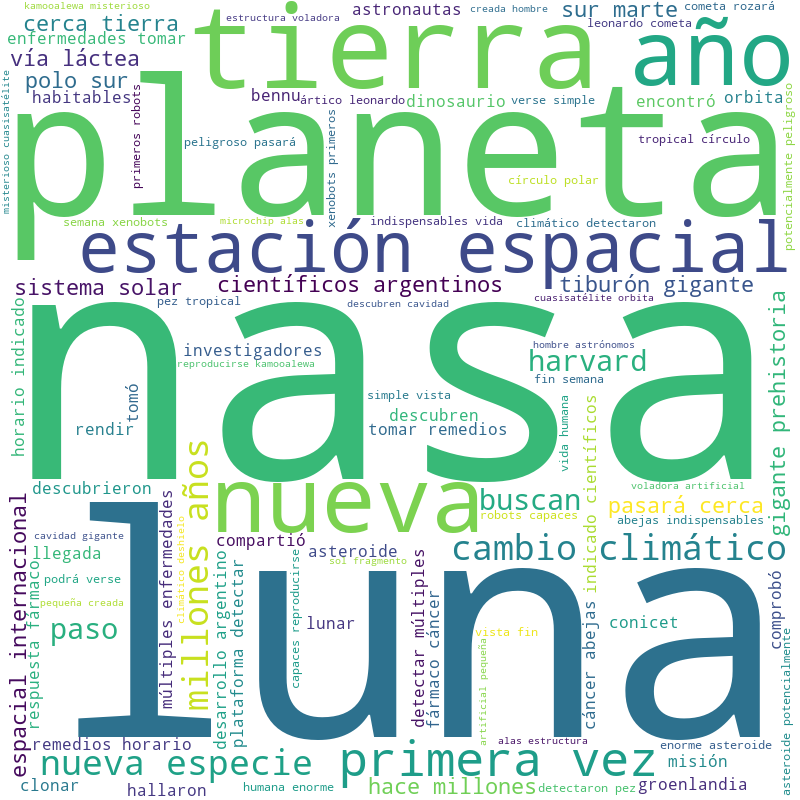 kamooalewa misterioso
cerca tierra
enfermedades tomar
vía láctea
polo sur
habitables
estructura voladora
astronautas
creada hombre
sur marte
leonardo cometa
cometa rozará
tierra
año
bennu
ártico leonardo
dinosaurio
verse simple
encontró
orbita
misterioso cuasisatélite
primeros robots
peligroso pasará
xenobots primeros
tropical círculo
círculo polar
potencialmente peligroso
planeta
semana xenobots
microchip alas
indispensables vida
climático detectaron
estación espacial
sistema solar
científicos argentinos
tiburón gigante
pez tropical
descubren cavidad
cuasisatélite orbita
horario indicado
investigadores
reproducirse kamooalewa
hombre astrónomos
harvard
fin semana
gigante prehistoria
nasa
tomó
rendir
simple vista
descubren
tomar remedios
vida humana
indicado científicos
descubrieron
millones años
nueva
buscan
voladora artificial
pasará cerca
robots capaces
abejas indispensables
espacial internacional
cavidad gigante
llegada
respuesta fármaco
podrá verse
pequeña creada
paso
múltiples enfermedades
climático deshielo
compartió
asteroide
sol fragmento
cambio climático
desarrollo argentino
plataforma detectar
capaces reproducirse
lunar
detectar múltiples
fármaco cáncer
vista fin
artificial pequeña
conicet
cáncer abejas
comprobó
asteroide potencialmente
luna
remedios horario
alas estructura
enorme asteroide
nueva especie
primera vez
misión
clonar
hallaron
humana enorme
hace millones
detectaron pez
groenlandia